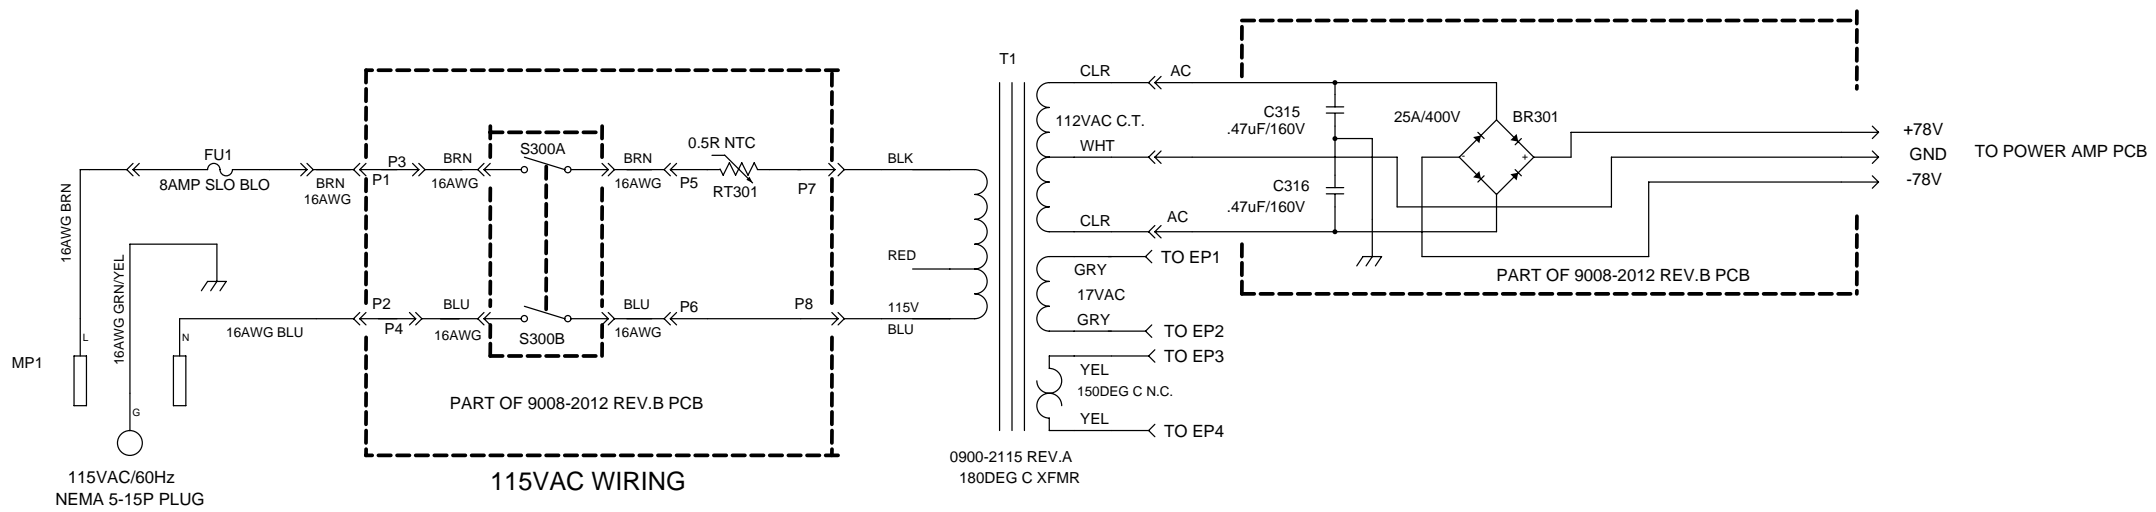 T1
CLR
AC
112VAC C.T.
WHT
CLR
AC
C315
.47uF/160V
C316
.47uF/160V
25A/400V
BR301
-
+
+78V
GND
-78V
TO POWER AMP PCB
PART OF 9008-2012 REV.B PCB
FU1
8AMP SLO BLO
16AWG BRN
BRN
16AWG
P3
P1
BRN
16AWG
S300A
BRN
16AWG
P5
0.5R NTC
RT301
P7
BLK
RED
115V
BLU
16AWG GRN/YEL
16AWG BLU
P2
P4
BLU
16AWG
S300B
BLU
16AWG
P6
P8
L
N
G
MP1
115VAC/60Hz
NEMA 5-15P PLUG
PART OF 9008-2012 REV.B PCB
115VAC WIRING
GRY
17VAC
GRY
TO EP1
TO EP2
TO EP3
YEL
150DEG C N.C.
YEL
TO EP4
0900-2115 REV.A
180DEG C XFMR